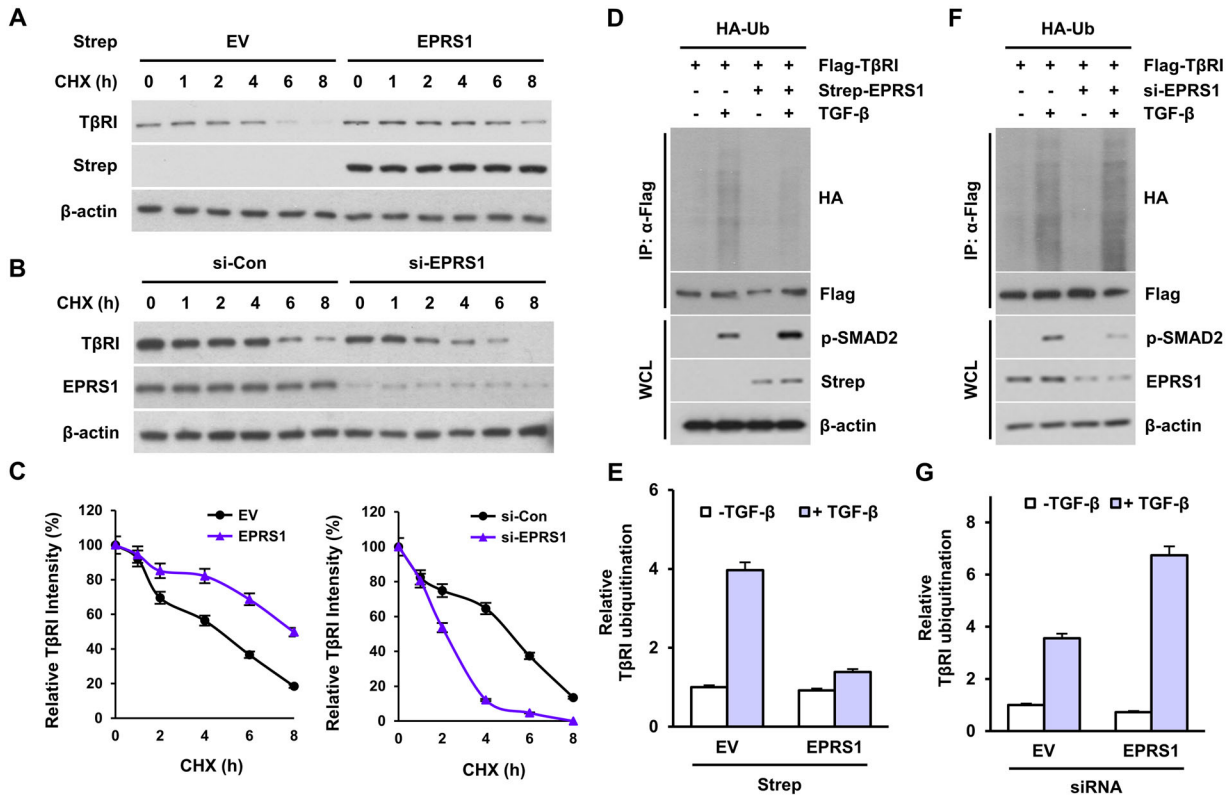 A
Strep EV EPRS1
CHX (h) 0 1 2 4 6 8 0 1 2 4 6 8
TβRI
Strep
β-actin
B
si-Con si-EPRS1
CHX (h) 0 1 2 4 6 8 0 1 2 4 6 8
TβRI
EPRS1
β-actin
C
Relative TβRI Intensity (%)
120
100
80
60
40
20
0
EV
EPRS1
0 2 4 6 8
CHX (h)
Relative TβRI Intensity (%)
120
100
80
60
40
20
0
si-Con
si-EPRS1
0 2 4 6 8
CHX (h)
D
HA-Ub
+ + + + Flag-TβRI
- - + + Strep-EPRS1
- + - + TGF-β
IP: α-Flag
HA
Flag
WCL
p-SMAD2
Strep
β-actin
E
Relative
TβRI ubiquitination
6
4
2
0
-TGF-β + TGF-β
EV EPRS1
Strep
F
HA-Ub
+ + + + Flag-TβRI
- - + + si-EPRS1
- + - + TGF-β
IP: α-Flag
HA
Flag
WCL
p-SMAD2
EPRS1
β-actin
G
Relative
TβRI ubiquitination
8
6
4
2
0
-TGF-β + TGF-β
EV EPRS1
siRNA